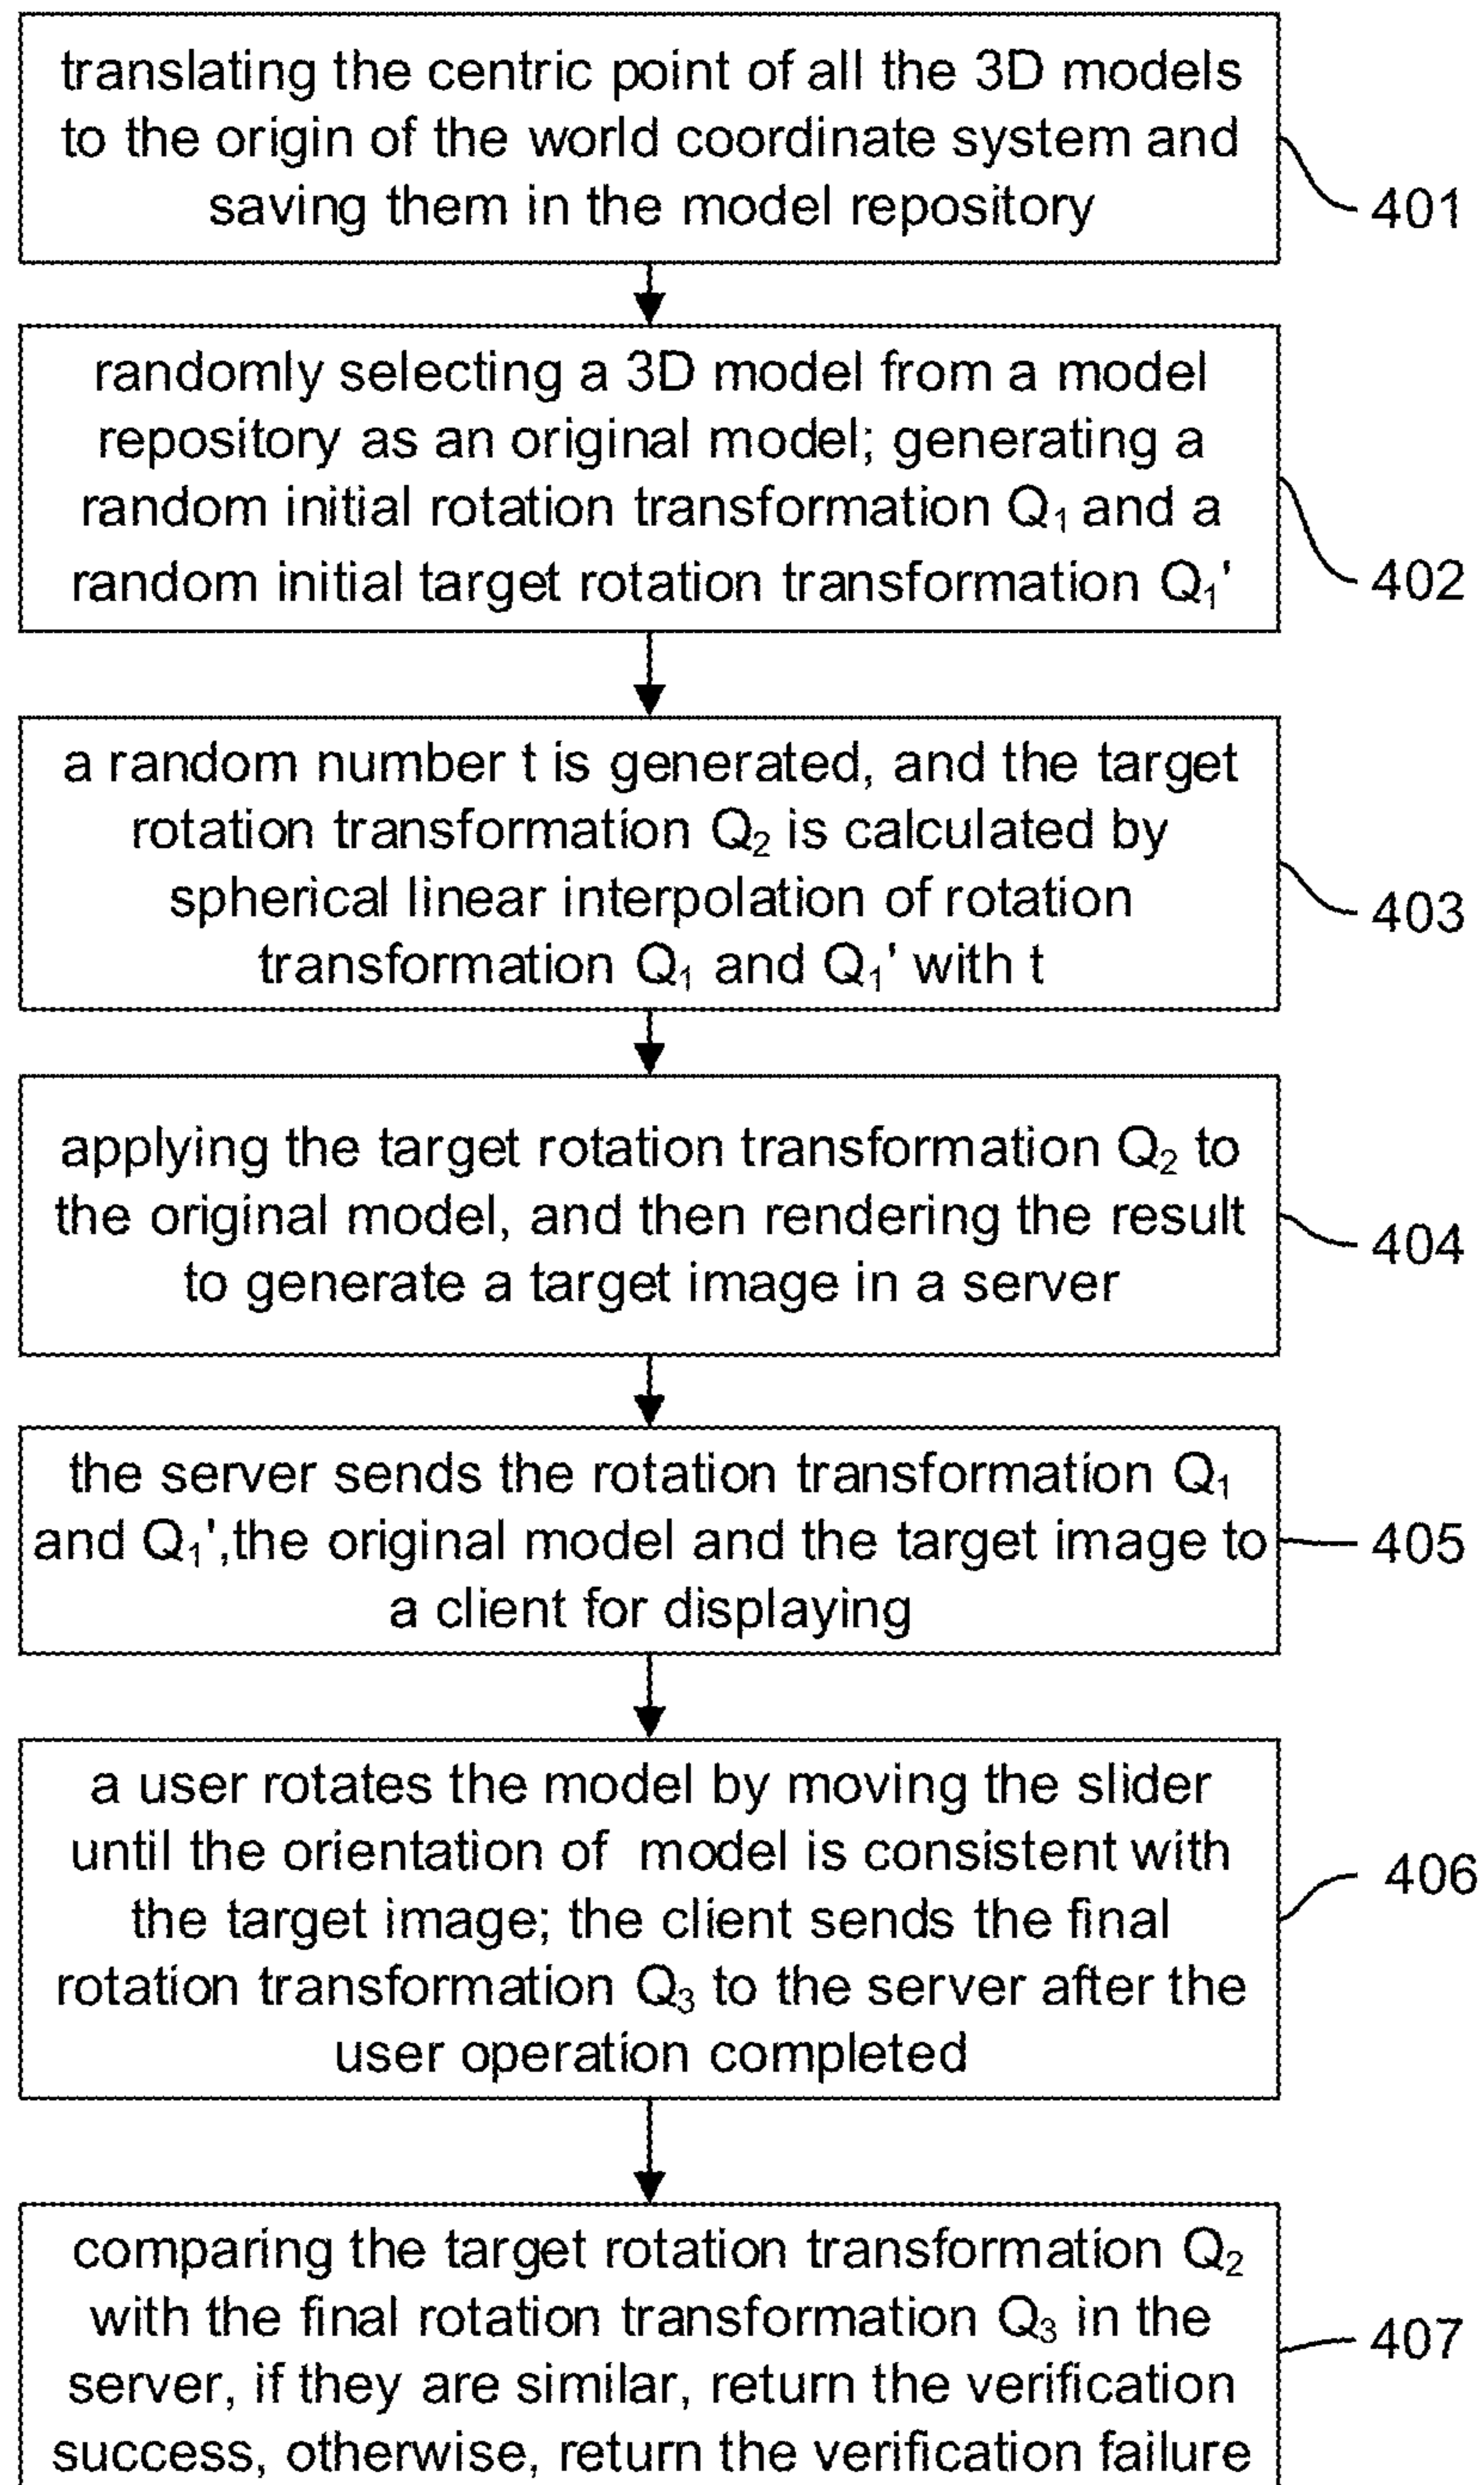 translating the centric point of all the 3D models
to the origin of the world coordinate system and
saving them in the model repository
401
randomly selecting a 3D model from a model
repository as an original model; generating a
random initial rotation transformation Q₁ and a
random initial target rotation transformation Q₁'
402
a random number t is generated, and the target
rotation transformation Q₂ is calculated by
spherical linear interpolation of rotation
transformation Q₁ and Q₁' with t
403
applying the target rotation transformation Q₂ to
the original model, and then rendering the result
to generate a target image in a server
404
the server sends the rotation transformation Q₁
and Q₁',the original model and the target image to
a client for displaying
405
a user rotates the model by moving the slider
until the orientation of model is consistent with
the target image; the client sends the final
rotation transformation Q₃ to the server after the
user operation completed
406
comparing the target rotation transformation Q₂
with the final rotation transformation Q₃ in the
server, if they are similar, return the verification
success, otherwise, return the verification failure
407